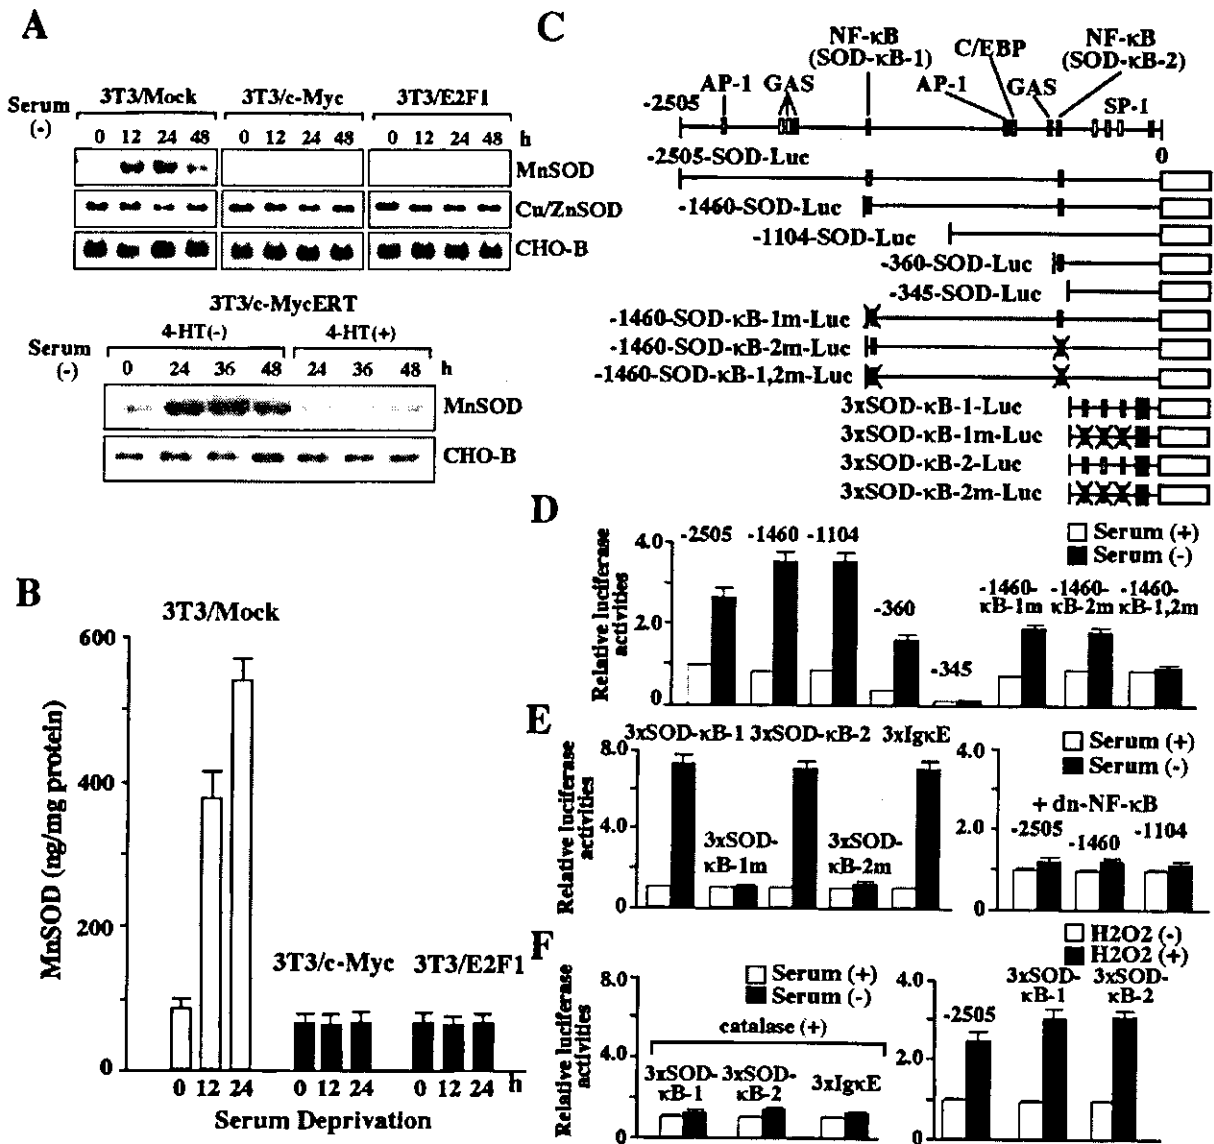 A
Serum (-)
3T3/Mock 3T3/c-Myc 3T3/E2F1
0 12 24 48 0 12 24 48 0 12 24 48 h
MnSOD
Cu/ZnSOD
CHO-B
3T3/c-MycERT
4-HT(-) 4-HT(+)
Serum (-)
0 24 36 48 24 36 48 h
MnSOD
CHO-B
B
3T3/Mock
MnSOD (ng/mg protein)
600
400
200
0
3T3/c-Myc 3T3/E2F1
0 12 24 0 12 24 0 12 24 h
Serum Deprivation
C
NF-κB (SOD-κB-1)
C/EBP
NF-κB (SOD-κB-2)
-2505
AP-1 GAS AP-1 GAS SP-1
0
-2505-SOD-Luc
-1460-SOD-Luc
-1104-SOD-Luc
-360-SOD-Luc
-345-SOD-Luc
-1460-SOD-κB-1m-Luc
-1460-SOD-κB-2m-Luc
-1460-SOD-κB-1,2m-Luc
3xSOD-κB-1-Luc
3xSOD-κB-1m-Luc
3xSOD-κB-2-Luc
3xSOD-κB-2m-Luc
D
Relative luciferase activities
4.0
2.0
0
-2505 -1460 -1104 -360 -345 -1460-κB-1m -1460-κB-2m -1460-κB-1,2m
Serum (+)
Serum (-)
E
Relative luciferase activities
8.0
4.0
0
3xSOD-κB-1 3xSOD-κB-2 3xIgκE
3xSOD-κB-1m 3xSOD-κB-2m
4.0
2.0
0
Serum (+)
Serum (-)
+ dn-NF-κB
-2505 -1460 -1104
F
Relative luciferase activities
8.0
4.0
0
Serum (+)
Serum (-)
catalase (+)
3xSOD-κB-1 3xSOD-κB-2 3xIgκE
H2O2 (-)
H2O2 (+)
4.0
2.0
0
-2505 3xSOD-κB-1 3xSOD-κB-2